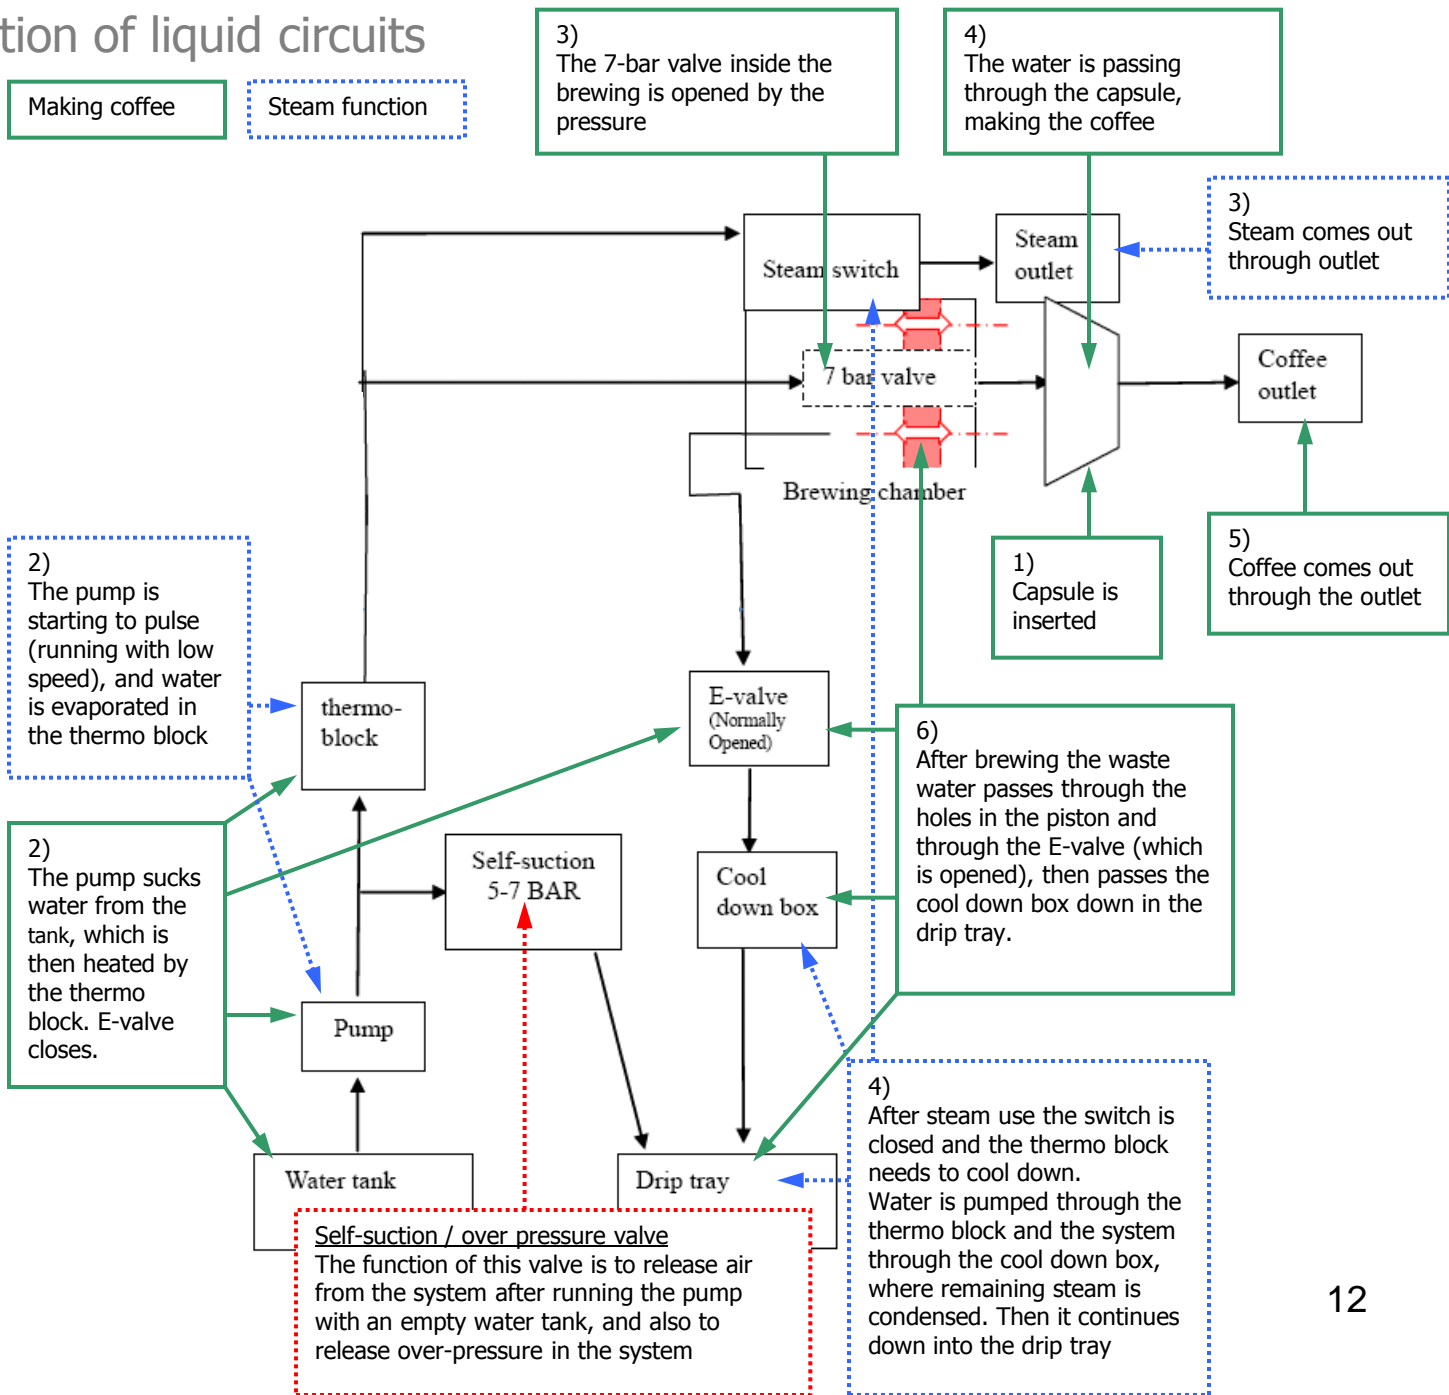 tion of liquid circuits
Making coffee
Steam function
3)
The 7-bar valve inside the
brewing is opened by the
pressure
4)
The water is passing
through the capsule,
making the coffee
3)
Steam comes out
through outlet
Steam switch
Steam
outlet
7 bar valve
Coffee
outlet
Brewing chamber
2)
The pump is
starting to pulse
(running with low
speed), and water
is evaporated in
the thermo block
1)
Capsule is
inserted
5)
Coffee comes out
through the outlet
thermo-
block
E-valve
(Normally
Opened)
6)
After brewing the waste
water passes through the
holes in the piston and
through the E-valve (which
is opened), then passes the
cool down box down in the
drip tray.
2)
The pump sucks
water from the
tank, which is
then heated by
the thermo
block. E-valve
closes.
Self-suction
5-7 BAR
Cool
down box
Pump
4)
After steam use the switch is
closed and the thermo block
needs to cool down.
Water is pumped through the
thermo block and the system
through the cool down box,
where remaining steam is
condensed. Then it continues
down into the drip tray
Water tank
Drip tray
Self-suction / over pressure valve
The function of this valve is to release air
from the system after running the pump
with an empty water tank, and also to
release over-pressure in the system
12